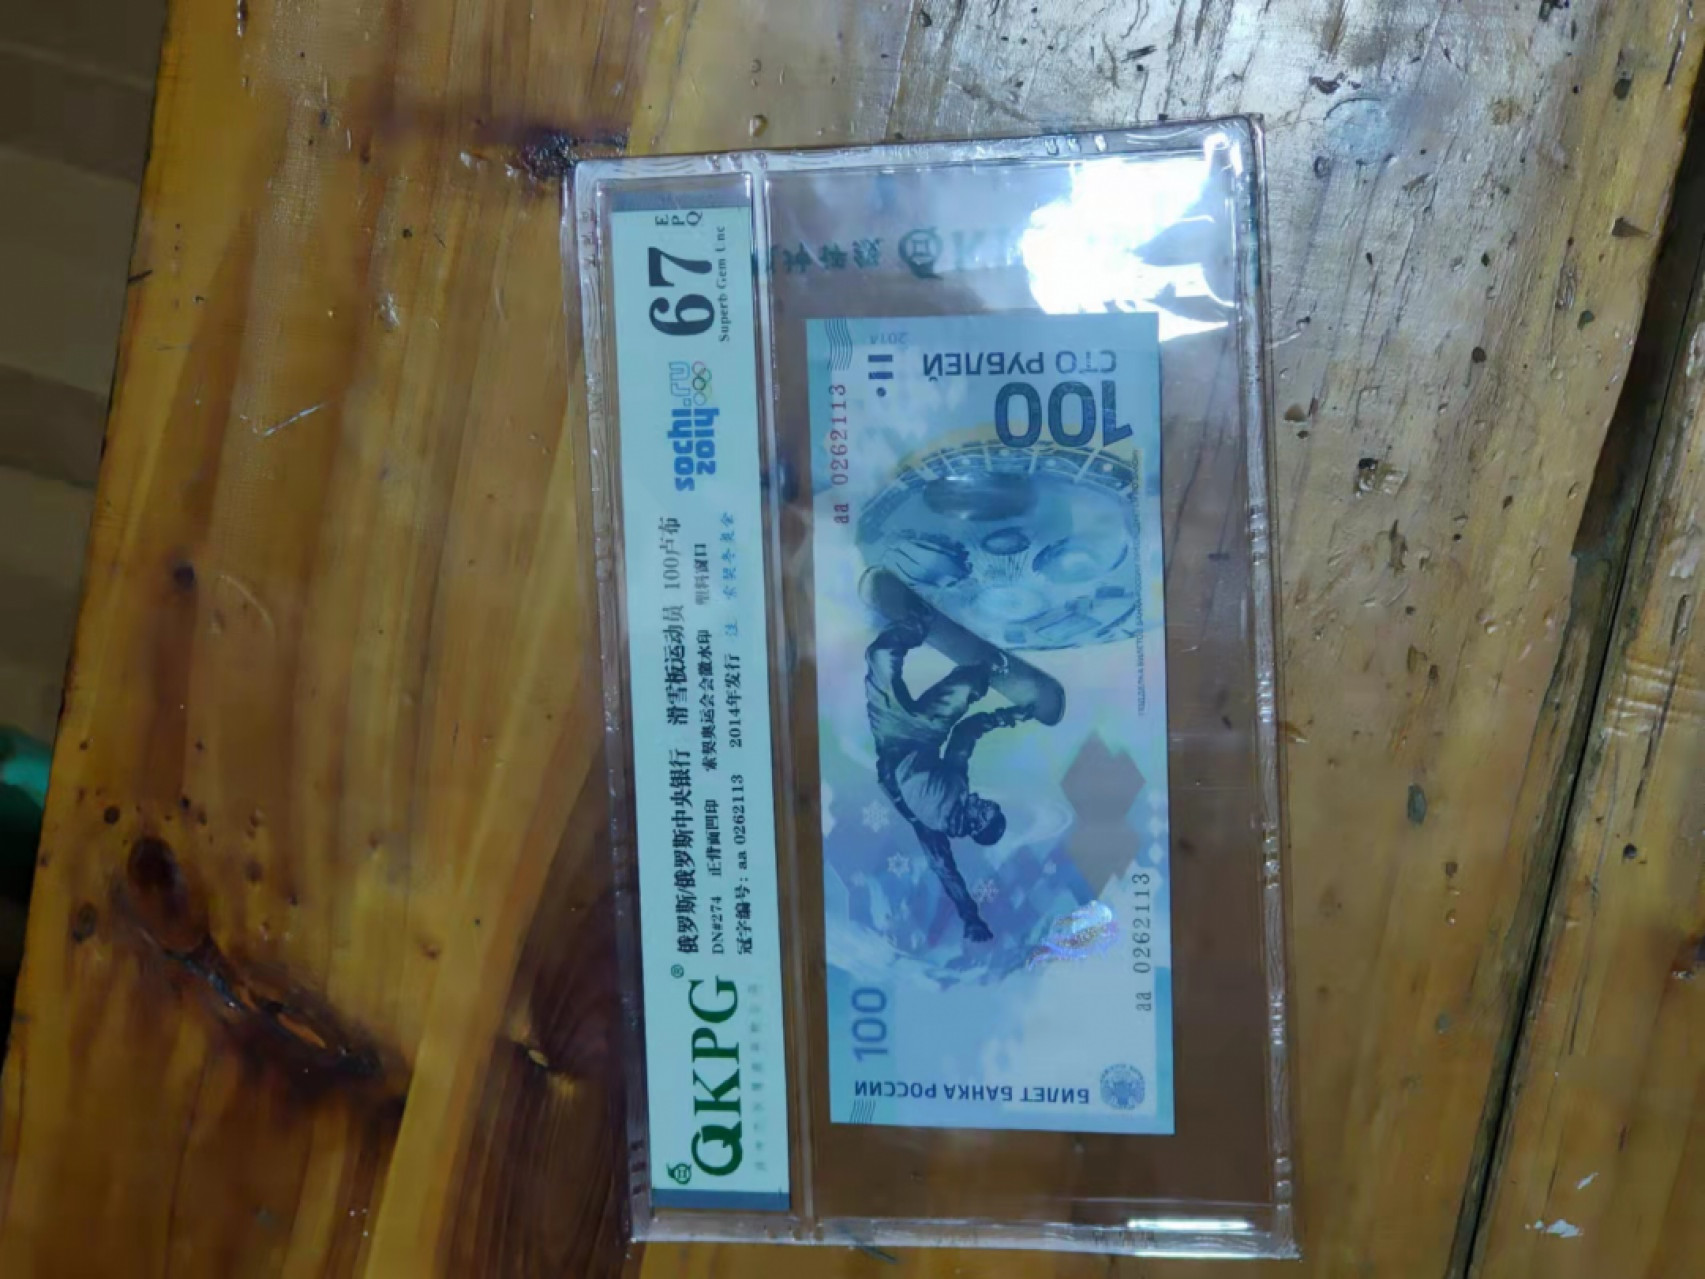 QKPG®
俄罗斯/俄罗斯中央银行 滑雪板运动员 100卢布
DN#274 正背面凹印 索契奥运会会徽水印 塑料窗口
冠字编号: aa 0262113 2014年发行 注 索契冬奥会
sochi.ru
2014
67
EPQ
Superb Gem Unc
2014
СТО РУБЛЕЙ
100
aa 0262113
100
aa 0262113
БИЛЕТ БАНКА РОССИИ